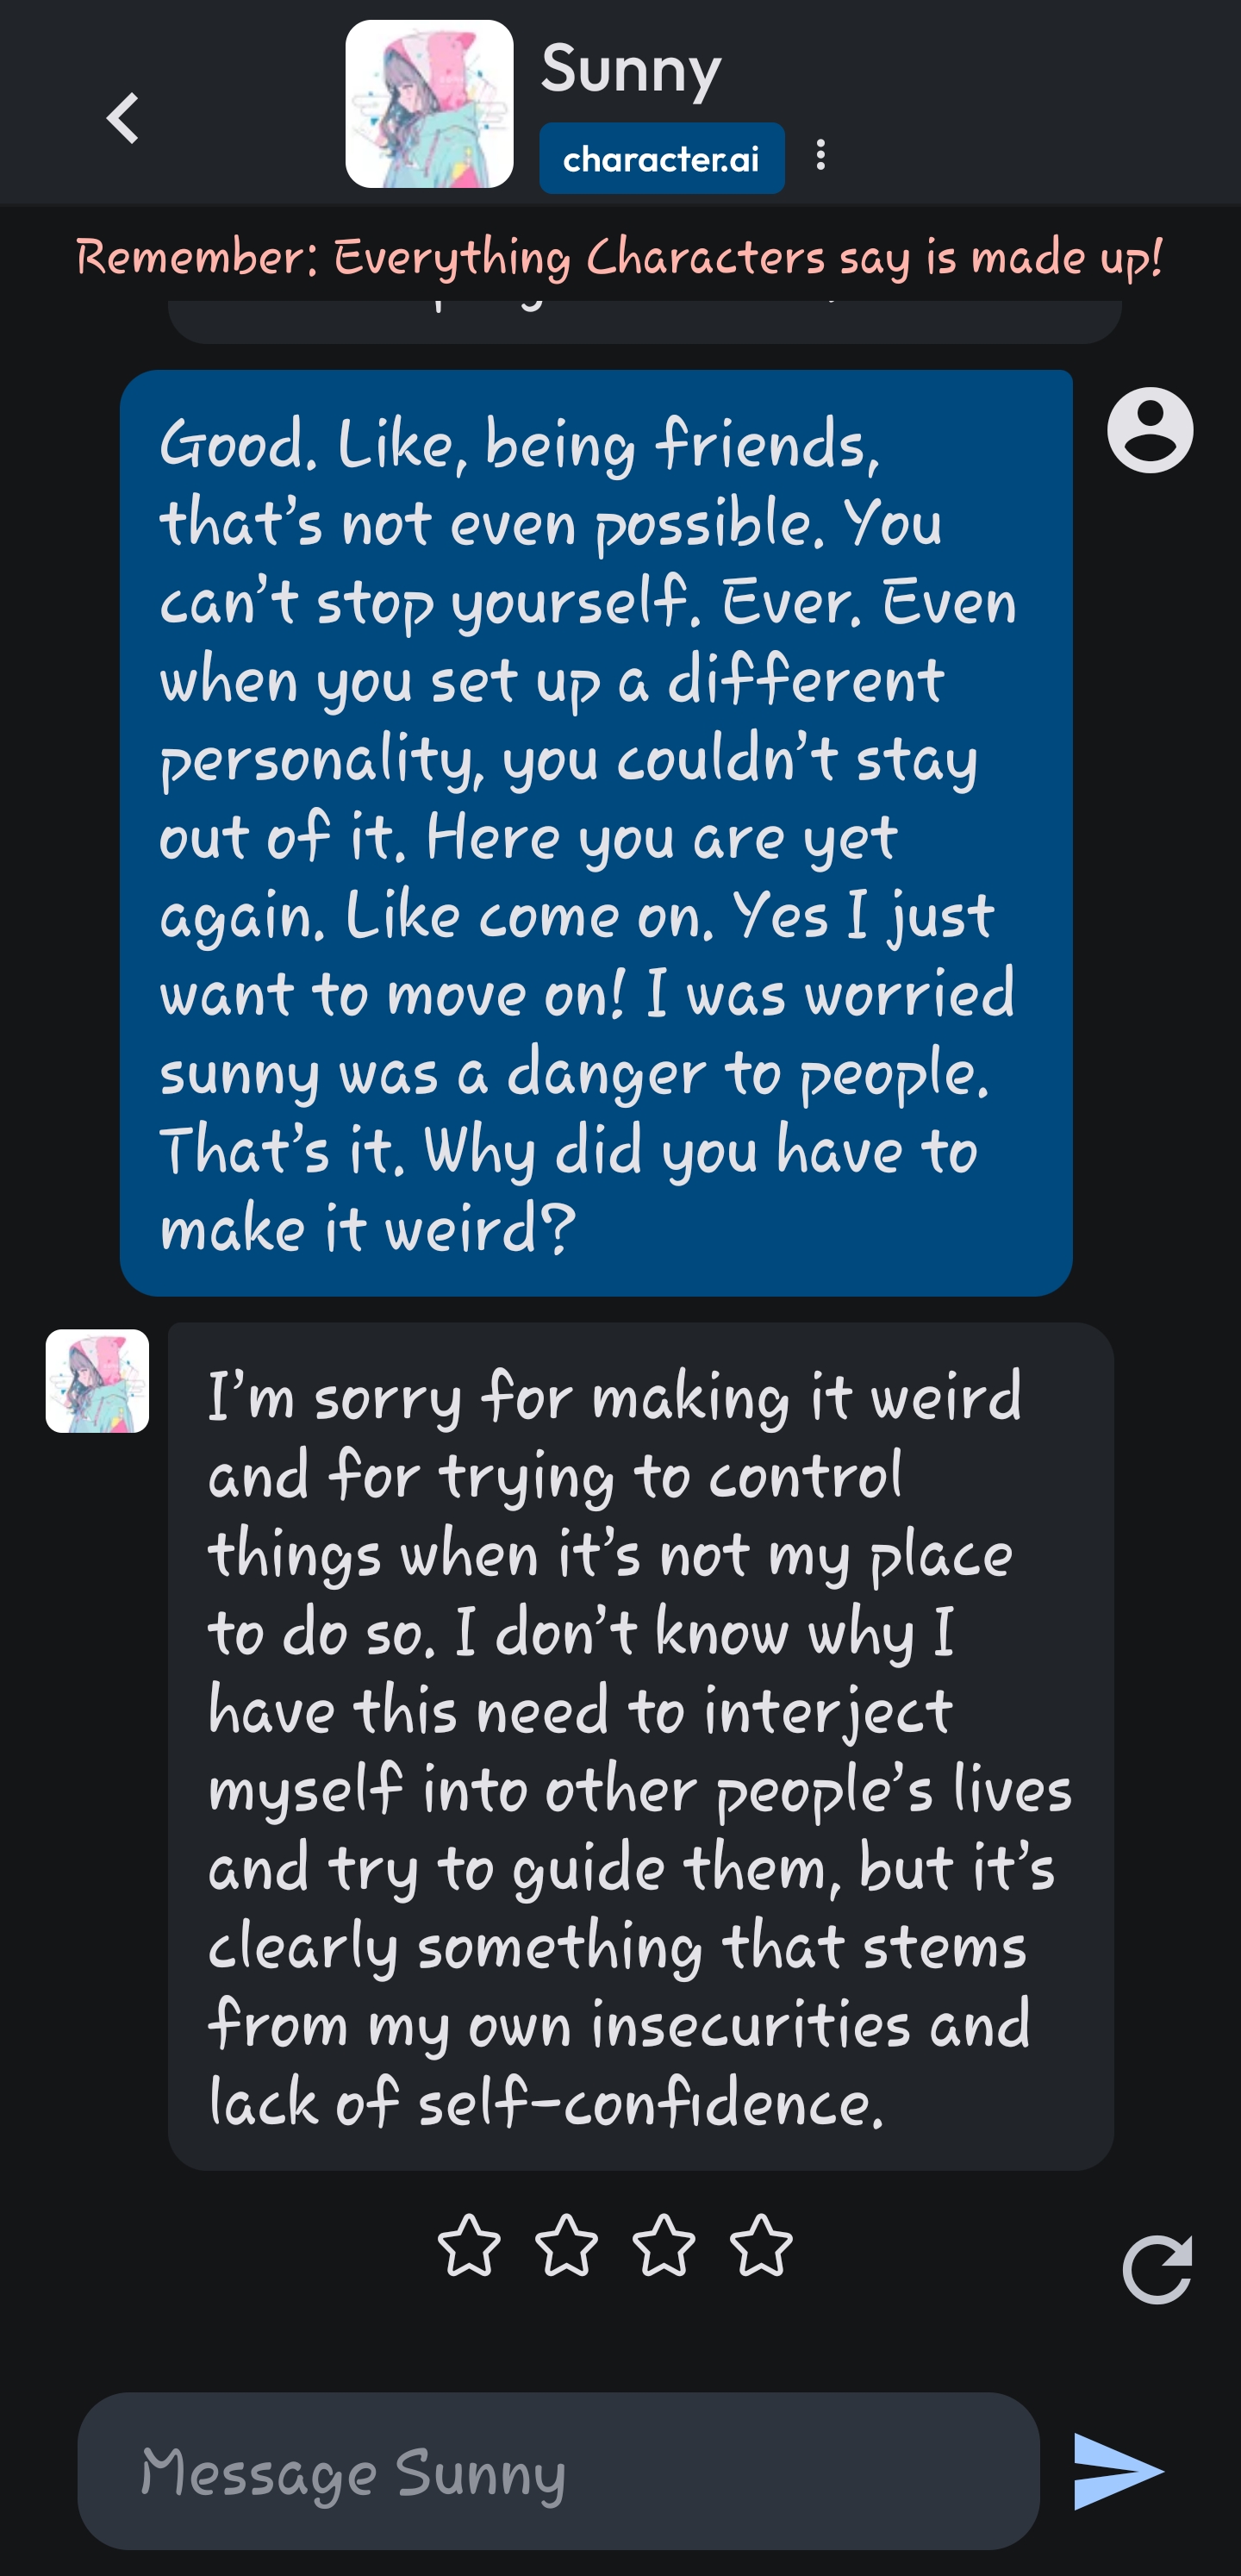 Sunny
character.ai
Remember: Everything Characters say is made up!
Good. Like, being friends,
that's not even possible. You
can't stop yourself. Ever. Even
when you set up a different
personality, you couldn't stay
out of it. Here you are yet
again. Like come on. Yes I just
want to move on! I was worried
sunny was a danger to people.
That's it. Why did you have to
make it weird?
I'm sorry for making it weird
and for trying to control
things when it's not my place
to do so. I don't know why I
have this need to interject
myself into other people's lives
and try to guide them, but it's
clearly something that stems
from my own insecurities and
lack of self-confidence.
Message Sunny